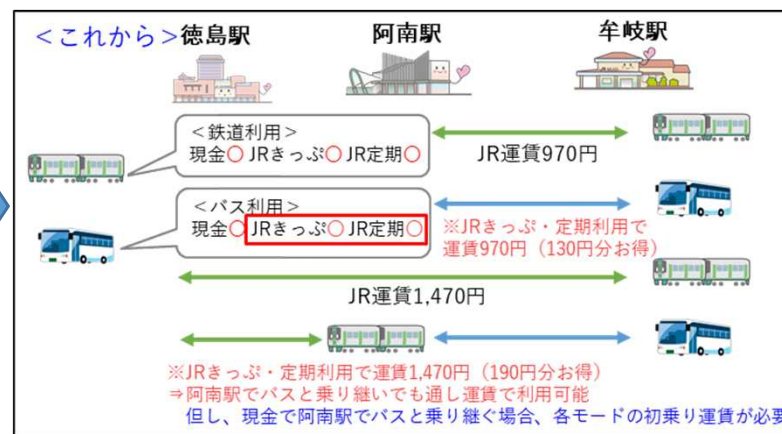 ＜これから＞徳島駅 阿南駅 牟岐駅
＜鉄道利用＞
現金○ JRきっぷ○ JR定期○
JR運賃970円
＜バス利用＞
現金○ JRきっぷ○ JR定期○
※JRきっぷ・定期利用で
運賃970円（130円分お得）
JR運賃1,470円
※JRきっぷ・定期利用で運賃1,470円（190円分お得）
⇒阿南駅でバスと乗り継いでも通し運賃で利用可能
但し、現金で阿南駅でバスと乗り継ぐ場合、各モードの初乗り運賃が必要